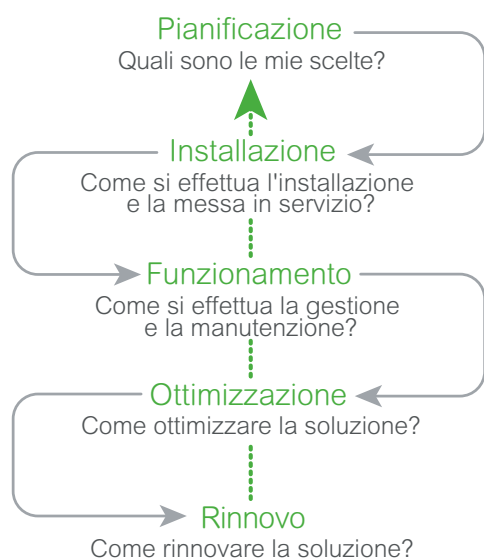 Pianificazione
Quali sono le mie scelte?
Installazione
Come si effettua l'installazione
e la messa in servizio?
Funzionamento
Come si effettua la gestione
e la manutenzione?
Ottimizzazione
Come ottimizzare la soluzione?
Rinnovo
Come rinnovare la soluzione?